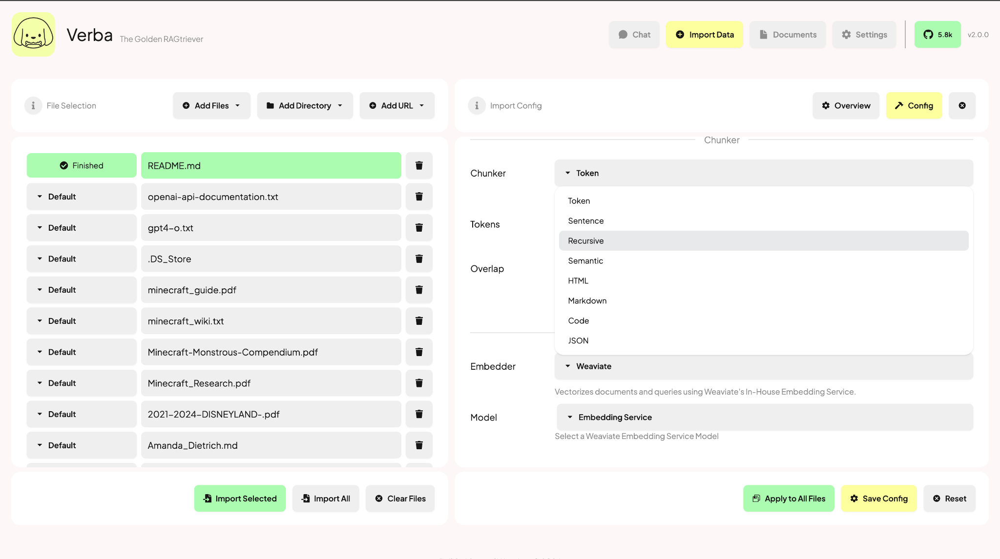 Verba The Golden RAGtriever
Chat Import Data Documents Settings 5.8k v2.0.0
File Selection Add Files Add Directory Add URL
Finished README.md
Default openai-api-documentation.txt
Default gpt4-o.txt
Default .DS_Store
Default minecraft_guide.pdf
Default minecraft_wiki.txt
Default Minecraft-Monstrous-Compendium.pdf
Default Minecraft_Research.pdf
Default 2021-2024-DISNEYLAND-.pdf
Default Amanda_Dietrich.md
Import Selected Import All Clear Files
Import Config Overview Config
Chunker
Chunker Token
Token
Sentence
Tokens
Recursive
Semantic
Overlap
HTML
Markdown
Code
JSON
Embedder Weaviate
Vectorizes documents and queries using Weaviate's In-House Embedding Service.
Model Embedding Service
Select a Weaviate Embedding Service Model
Apply to All Files Save Config Reset